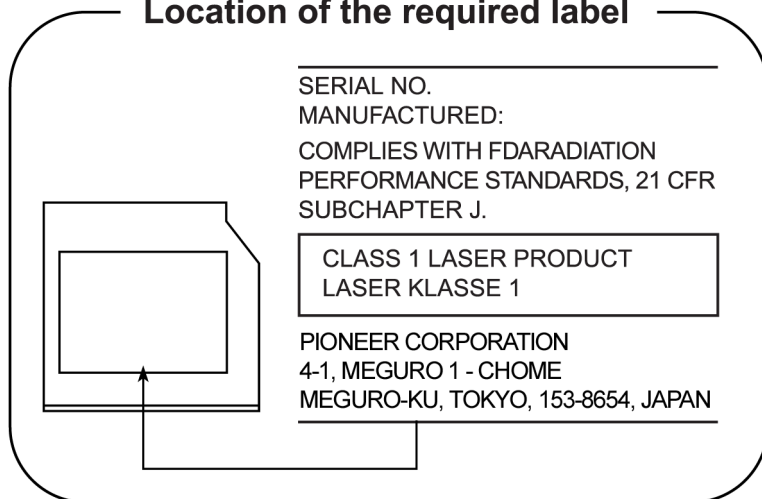 Location of the required label
SERIAL NO.
MANUFACTURED:
COMPLIES WITH FDARADIATION
PERFORMANCE STANDARDS, 21 CFR
SUBCHAPTER J.
CLASS 1 LASER PRODUCT
LASER KLASSE 1
PIONEER CORPORATION
4-1, MEGURO 1 - CHOME
MEGURO-KU, TOKYO, 153-8654, JAPAN